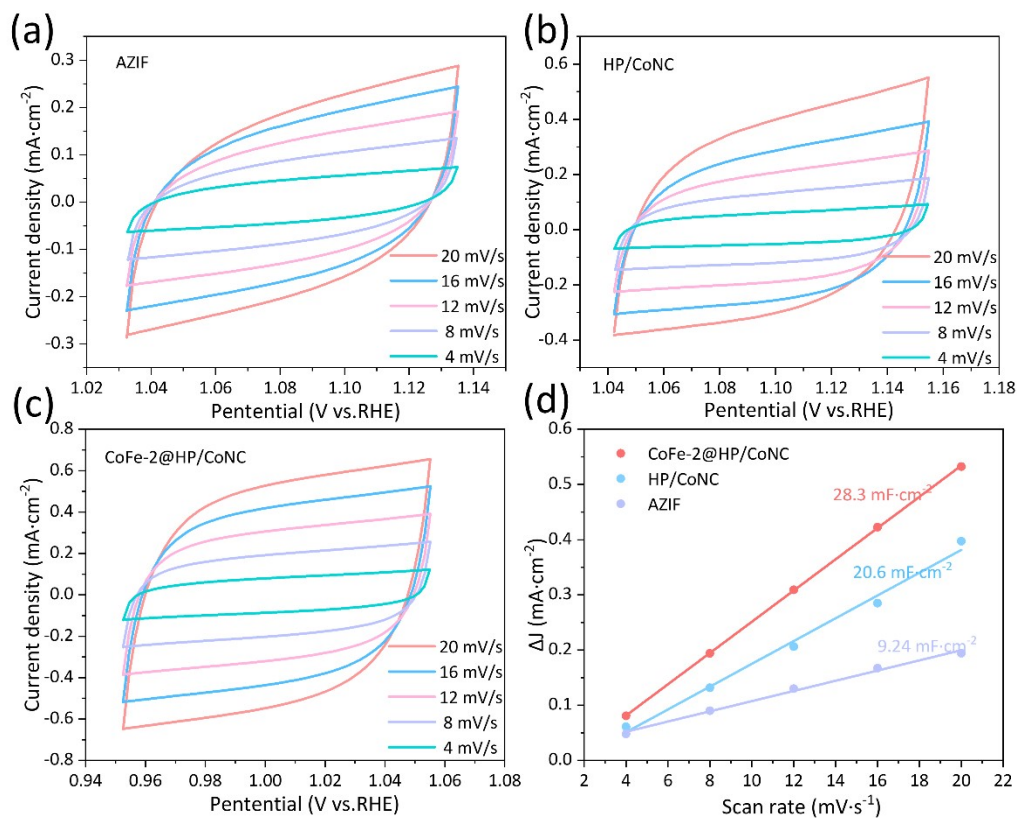 (a)
AZIF
Current density (mA·cm⁻²)
0.3
0.2
0.1
0.0
-0.1
-0.2
-0.3
20 mV/s
16 mV/s
12 mV/s
8 mV/s
4 mV/s
1.02 1.04 1.06 1.08 1.10 1.12 1.14
Pentential (V vs.RHE)
(b)
HP/CoNC
Current density (mA·cm⁻²)
0.6
0.4
0.2
0.0
-0.2
-0.4
20 mV/s
16 mV/s
12 mV/s
8 mV/s
4 mV/s
1.04 1.06 1.08 1.10 1.12 1.14 1.16 1.18
Pentential (V vs.RHE)
(c)
CoFe-2@HP/CoNC
Current density (mA·cm⁻²)
0.8
0.6
0.4
0.2
0.0
-0.2
-0.4
-0.6
-0.8
20 mV/s
16 mV/s
12 mV/s
8 mV/s
4 mV/s
0.94 0.96 0.98 1.00 1.02 1.04 1.06 1.08
Pentential (V vs.RHE)
(d)
CoFe-2@HP/CoNC
HP/CoNC
AZIF
28.3 mF·cm⁻²
20.6 mF·cm⁻²
9.24 mF·cm⁻²
ΔJ (mA·cm⁻²)
0.6
0.5
0.4
0.3
0.2
0.1
0.0
2 4 6 8 10 12 14 16 18 20 22
Scan rate (mV·s⁻¹)